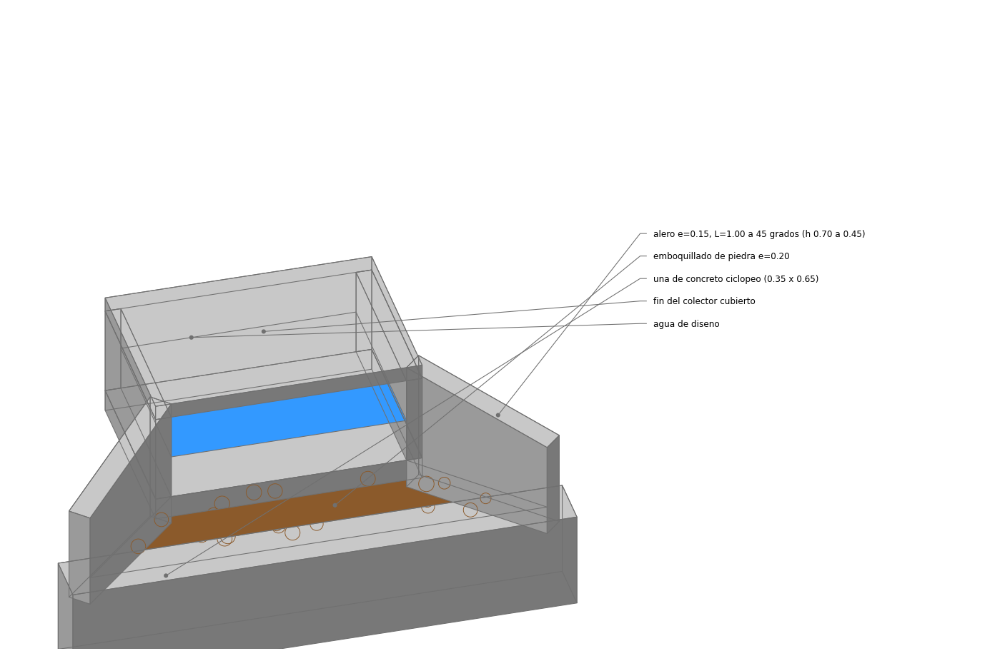 alero e=0.15, L=1.00 a 45 grados (h 0.70 a 0.45)
emboquillado de piedra e=0.20
una de concreto ciclopeo (0.35 x 0.65)
fin del colector cubierto
agua de diseno